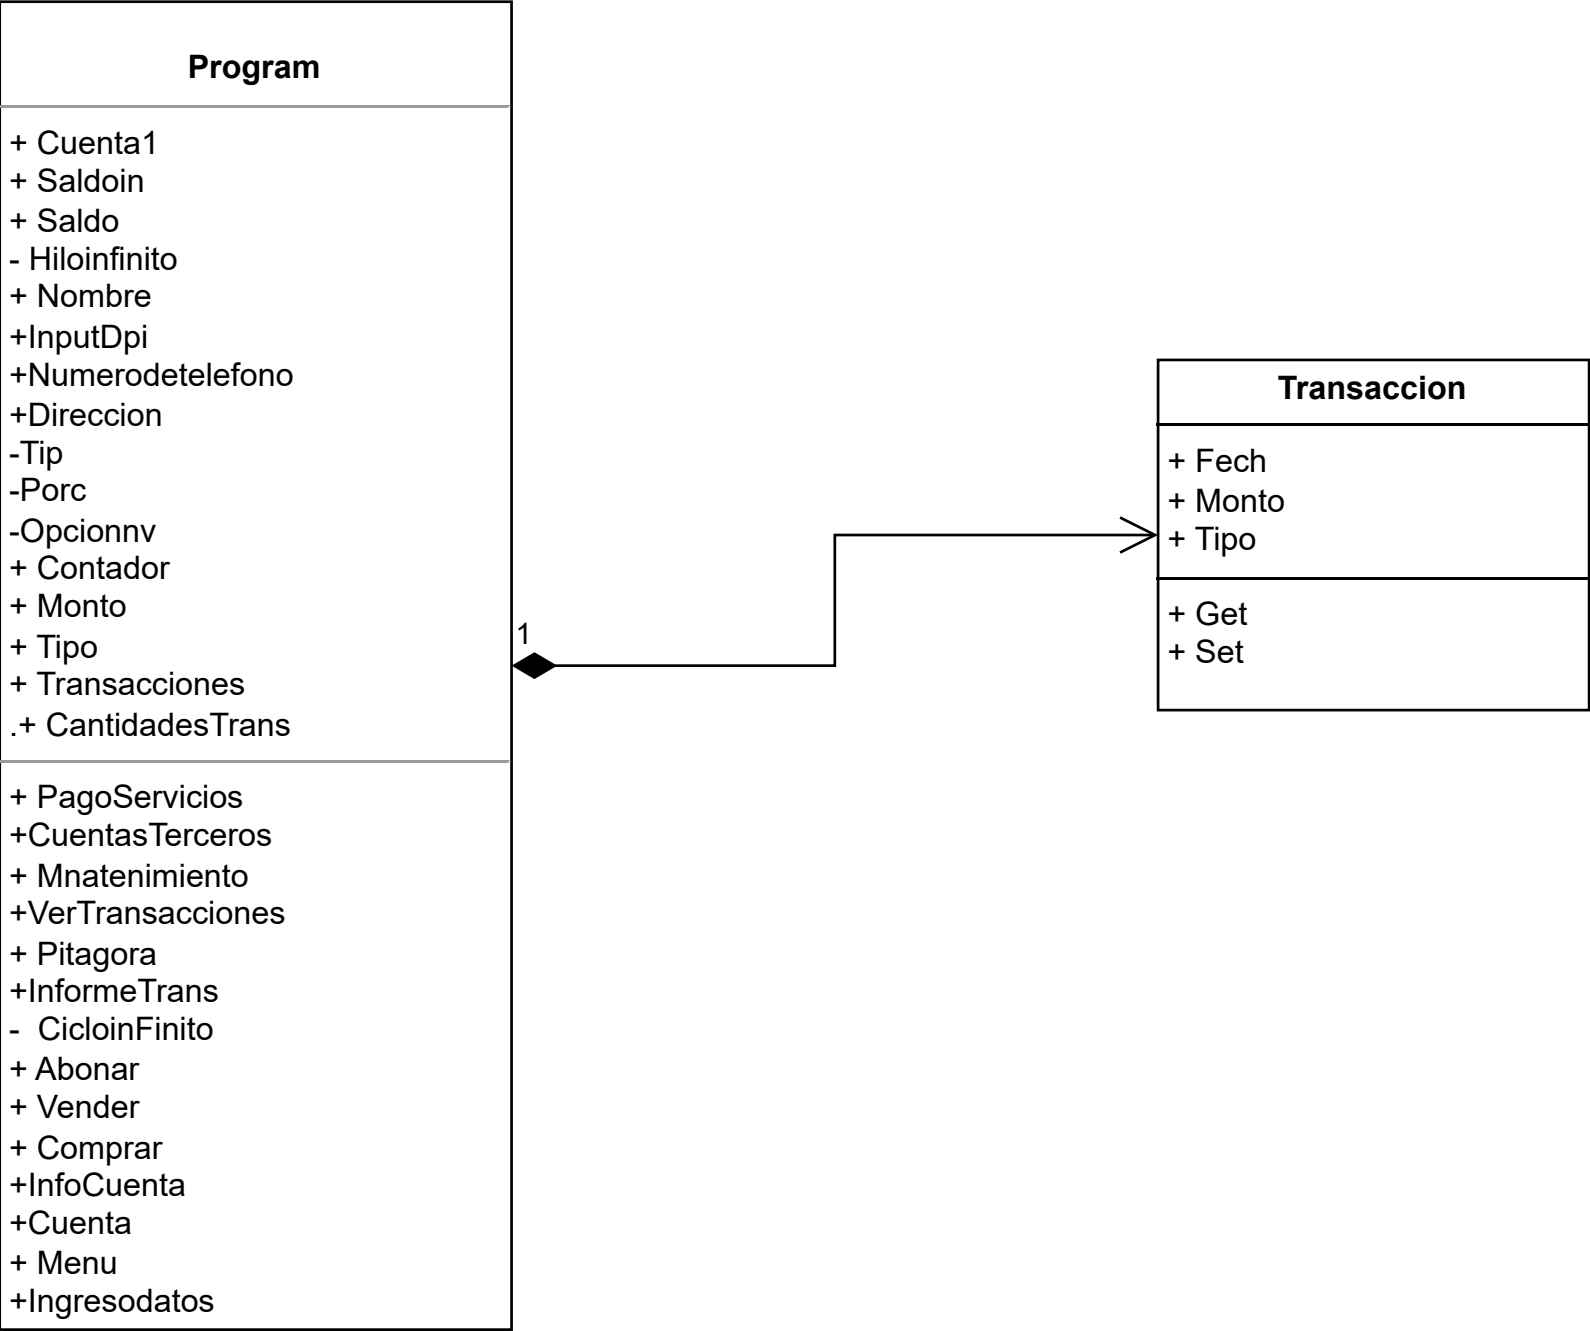 Program
+ Cuenta1
+ Saldoin
+ Saldo
- Hiloinfinito
+ Nombre
+InputDpi
+Numerodetelefono
+Direccion
-Tip
-Porc
-Opcionnv
+ Contador
+ Monto
+ Tipo
+ Transacciones
.+ CantidadesTrans
+ PagoServicios
+CuentasTerceros
+ Mnatenimiento
+VerTransacciones
+ Pitagora
+InformeTrans
-  CicloinFinito
+ Abonar
+ Vender
+ Comprar
+InfoCuenta
+Cuenta
+ Menu
+Ingresodatos
1
Transaccion
+ Fech
+ Monto
+ Tipo
+ Get
+ Set